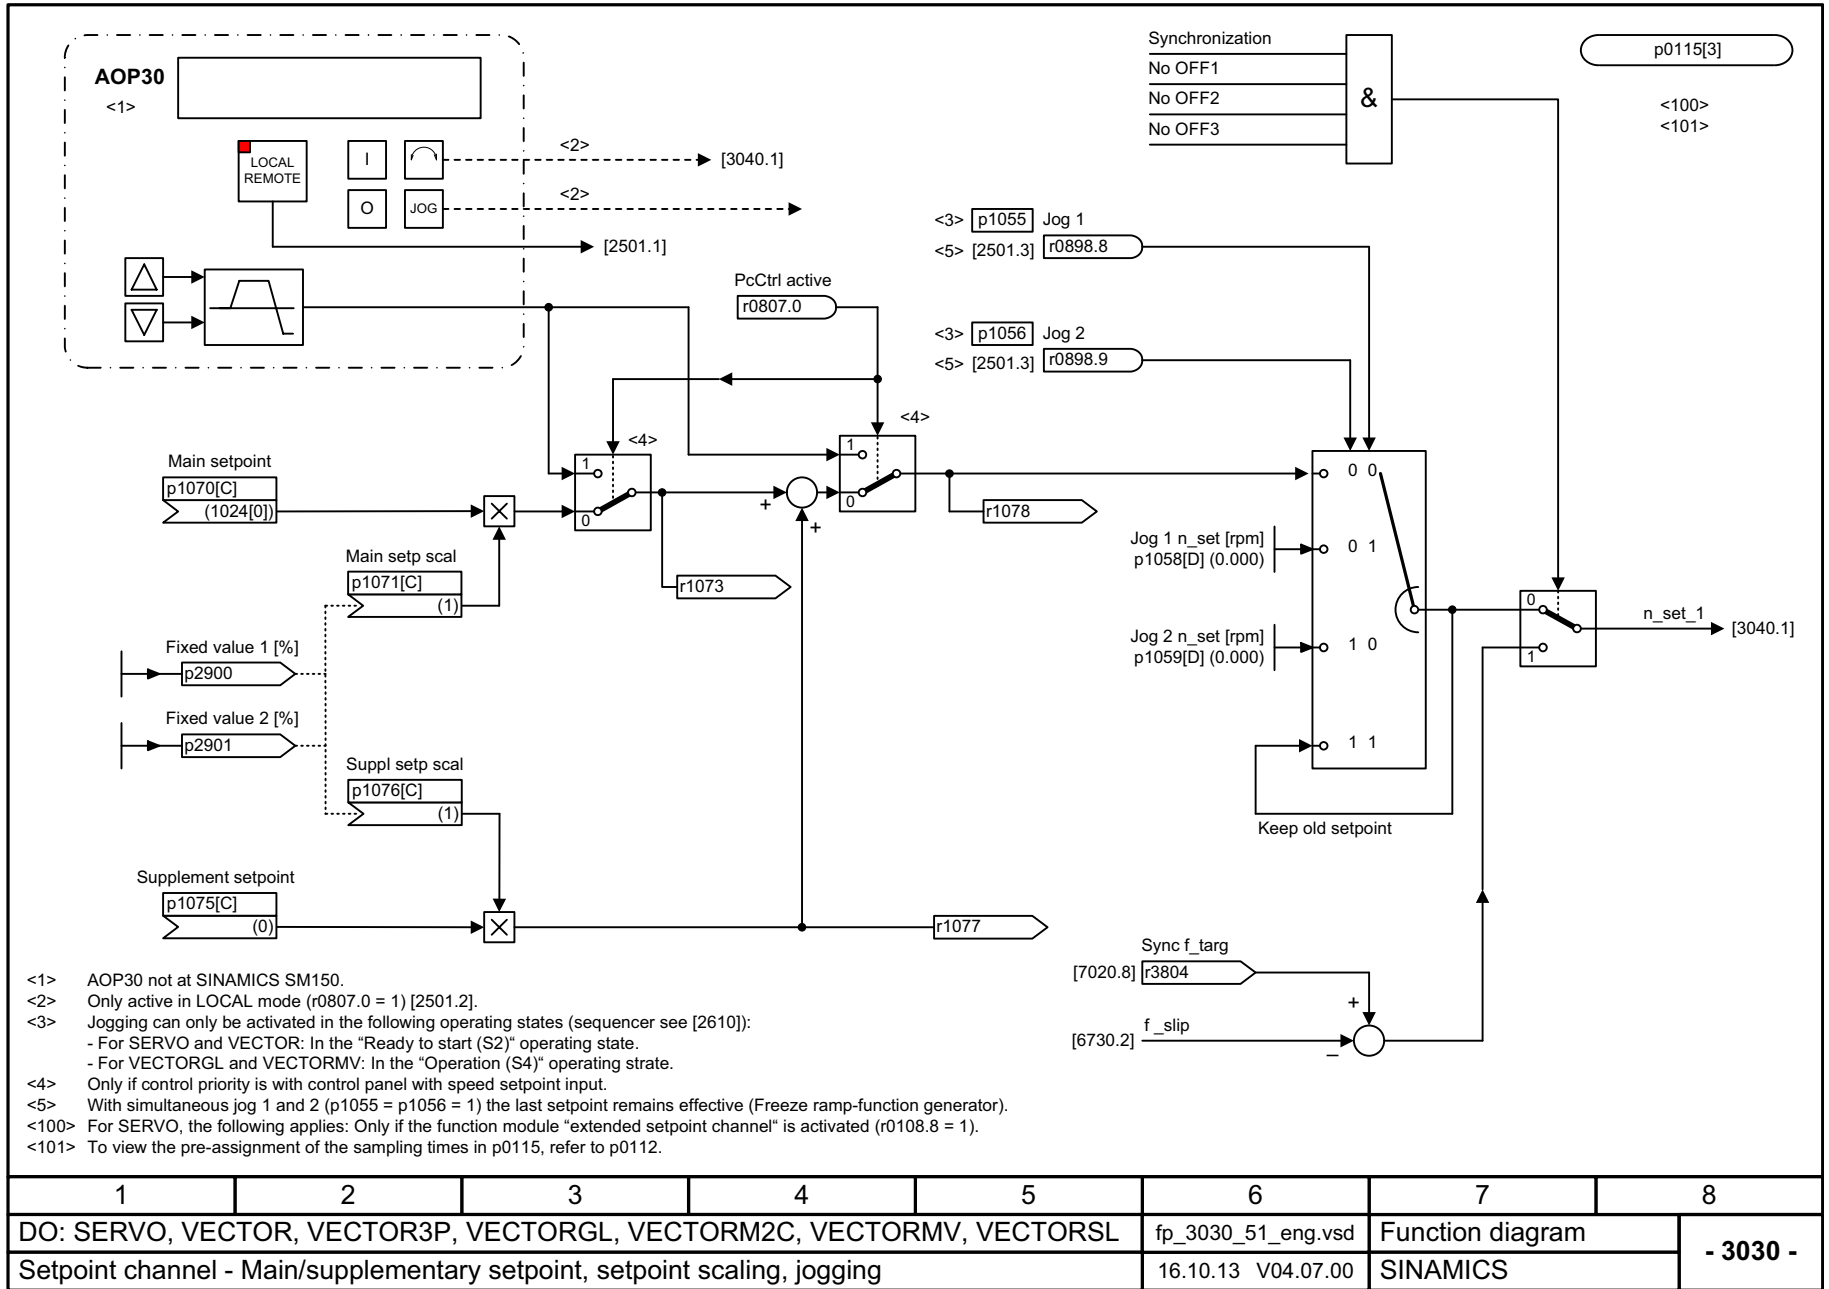 AOP30
<1>
LOCAL
REMOTE
I
O
JOG
<2>
[3040.1]
<2>
[2501.1]
Synchronization
No OFF1
No OFF2
No OFF3
&
p0115[3]
<100>
<101>
<3> p1055 Jog 1
<5> [2501.3] r0898.8
PcCtrl active
r0807.0
<3> p1056 Jog 2
<5> [2501.3] r0898.9
<4>
<4>
Main setpoint
p1070[C]
(1024[0])
1
0
+
+
1
0
r1078
Main setp scal
p1071[C]
(1)
r1073
0 0
Jog 1 n_set [rpm]
p1058[D] (0.000)
0 1
Jog 2 n_set [rpm]
p1059[D] (0.000)
1 0
1 1
Keep old setpoint
0
1
n_set_1
[3040.1]
Fixed value 1 [%]
p2900
Fixed value 2 [%]
p2901
Suppl setp scal
p1076[C]
(1)
Supplement setpoint
p1075[C]
(0)
r1077
Sync f_targ
[7020.8] r3804
+
f _slip
[6730.2]
–
<1> AOP30 not at SINAMICS SM150.
<2> Only active in LOCAL mode (r0807.0 = 1) [2501.2].
<3> Jogging can only be activated in the following operating states (sequencer see [2610]):
- For SERVO and VECTOR: In the “Ready to start (S2)“ operating state.
- For VECTORGL and VECTORMV: In the “Operation (S4)“ operating strate.
<4> Only if control priority is with control panel with speed setpoint input.
<5> With simultaneous jog 1 and 2 (p1055 = p1056 = 1) the last setpoint remains effective (Freeze ramp-function generator).
<100> For SERVO, the following applies: Only if the function module “extended setpoint channel“ is activated (r0108.8 = 1).
<101> To view the pre-assignment of the sampling times in p0115, refer to p0112.
1 2 3 4 5 6 7 8
DO: SERVO, VECTOR, VECTOR3P, VECTORGL, VECTORM2C, VECTORMV, VECTORSL
fp_3030_51_eng.vsd
Function diagram
- 3030 -
Setpoint channel - Main/supplementary setpoint, setpoint scaling, jogging
16.10.13 V04.07.00
SINAMICS